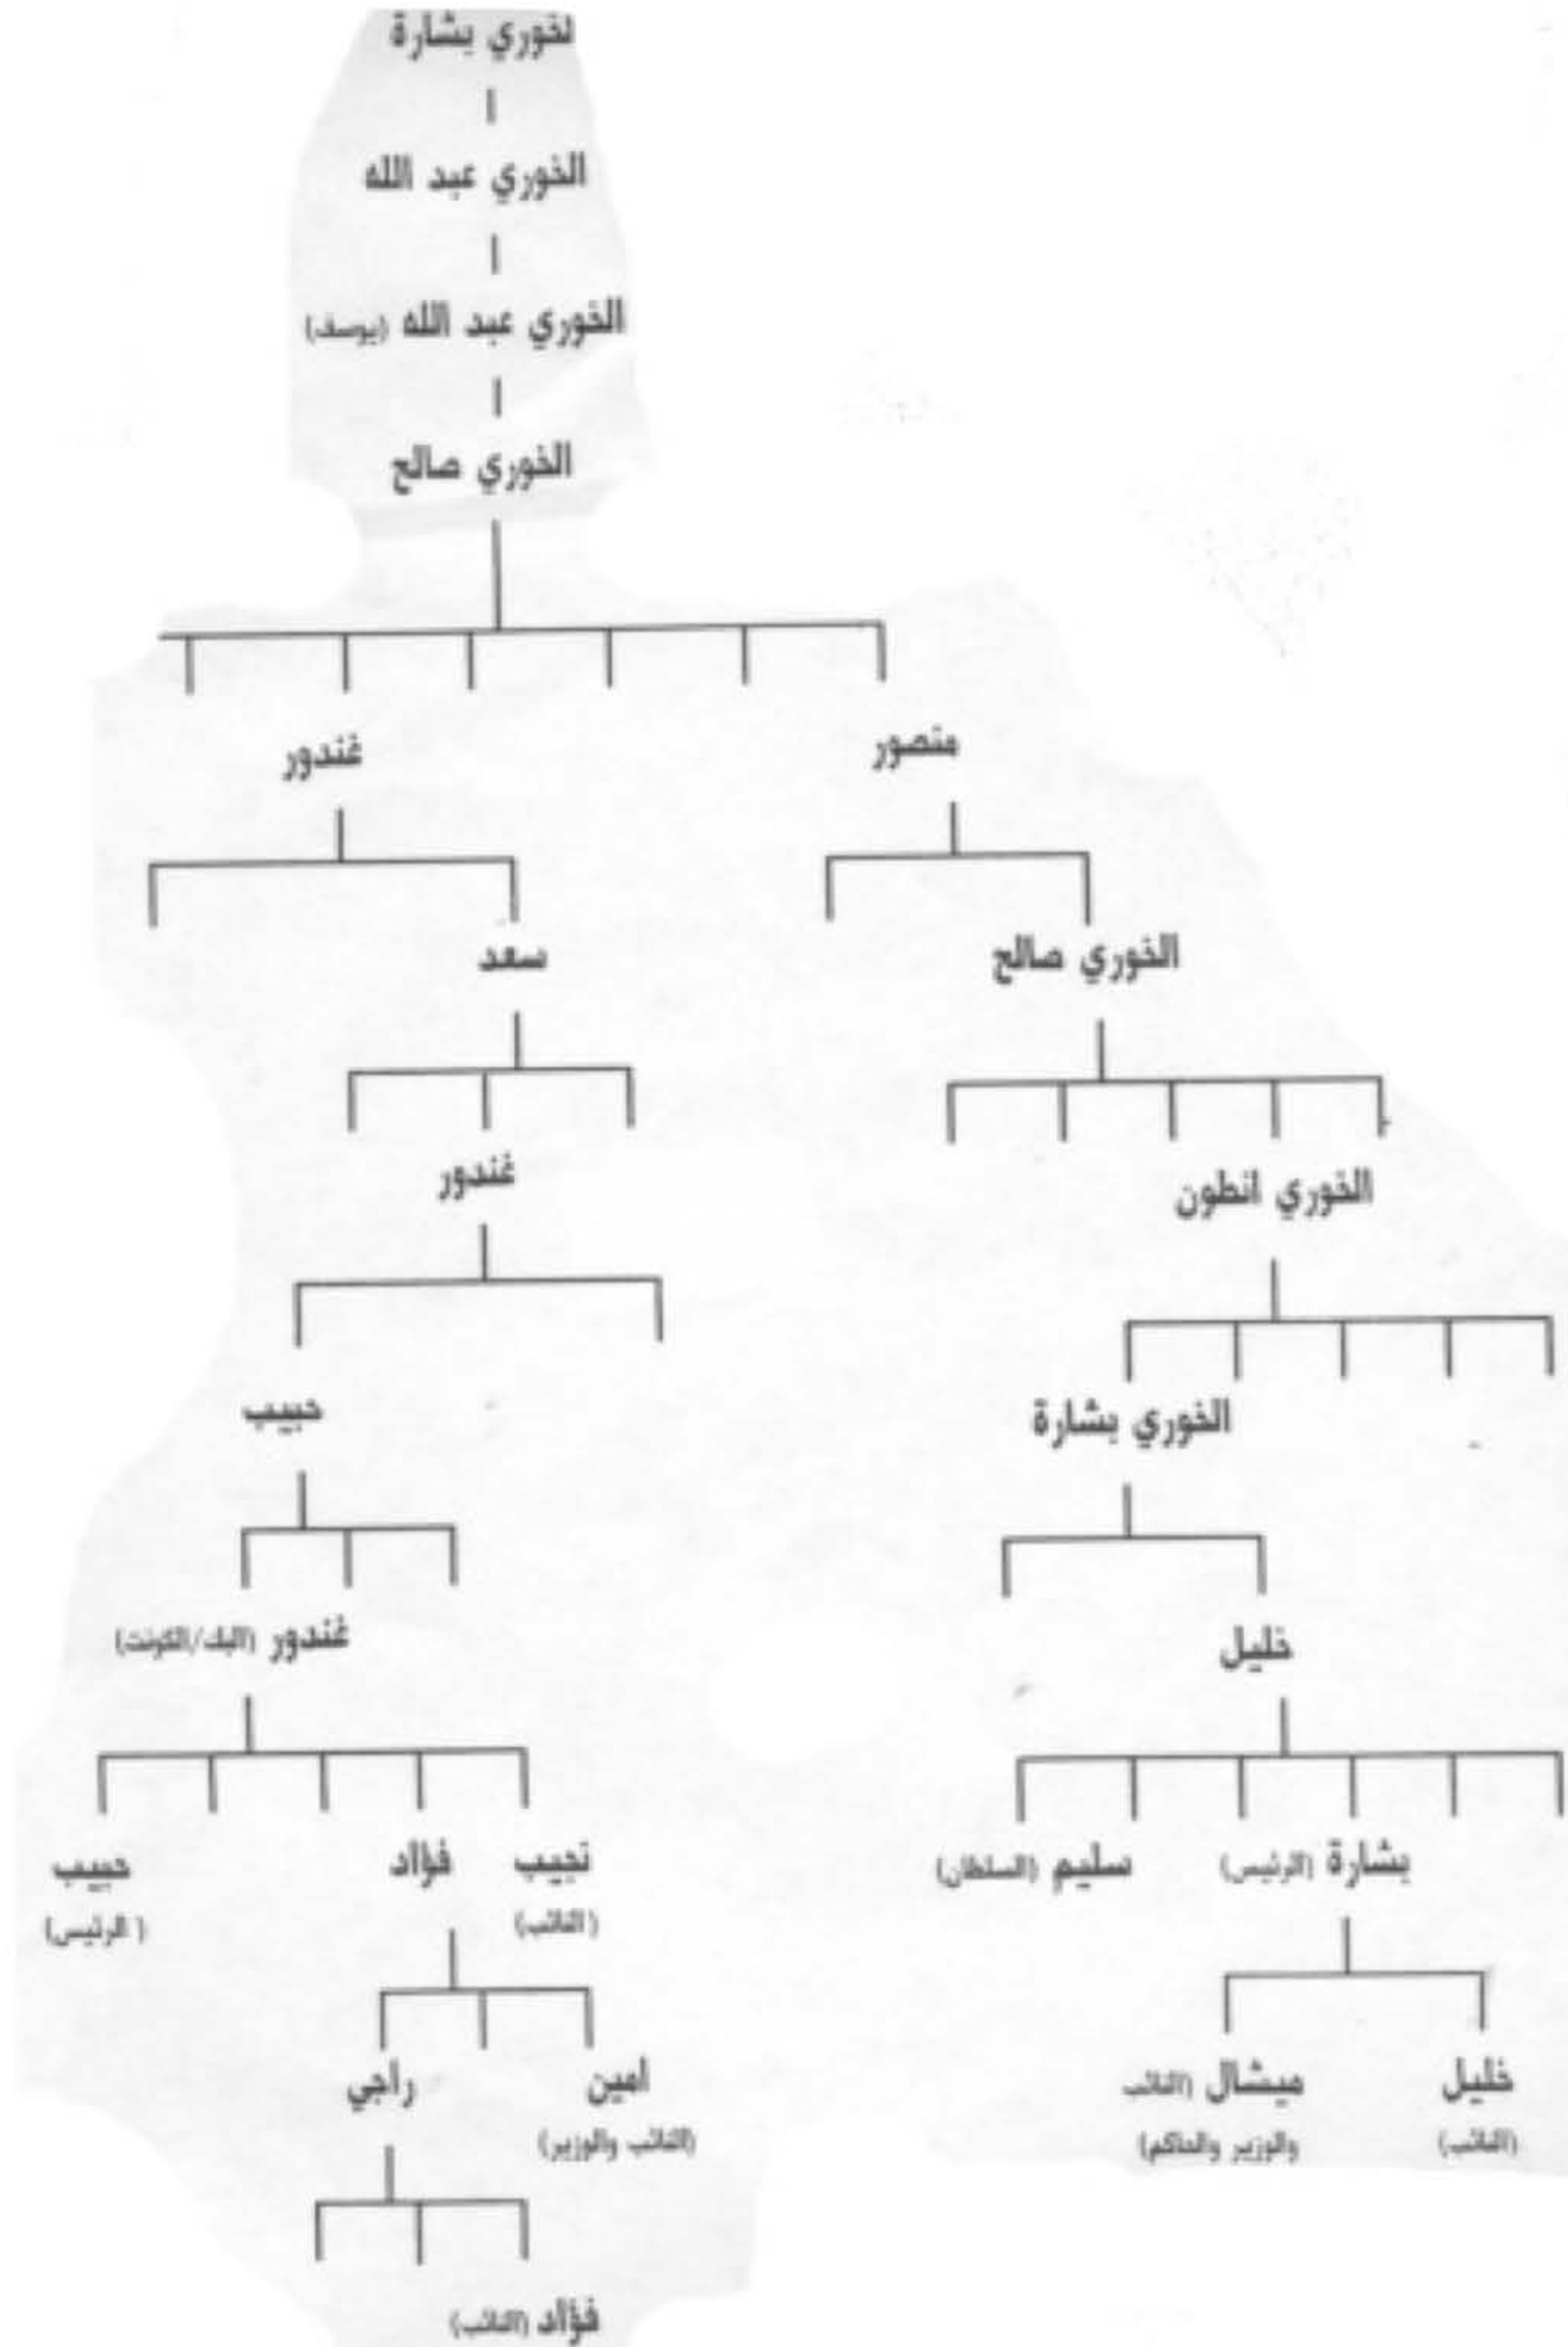 لخوري بشارة
الخوري عبد الله
الخوري عبد الله (يوسف)
الخوري صالح
منصور
غندور
الخوري صالح
سعد
الخوري انطون
غندور
الخوري بشارة
حبيب
خليل
غندور (البك/الكونت)
بشارة (الرئيس)
سليم (السلطان)
نجيب
(النائب)
فؤاد
حبيب
(الرئيس)
خليل
(النائب)
ميشال (النائب
والوزير والحاكم)
امين
(النائب والوزير)
راجي
فؤاد (النائب)